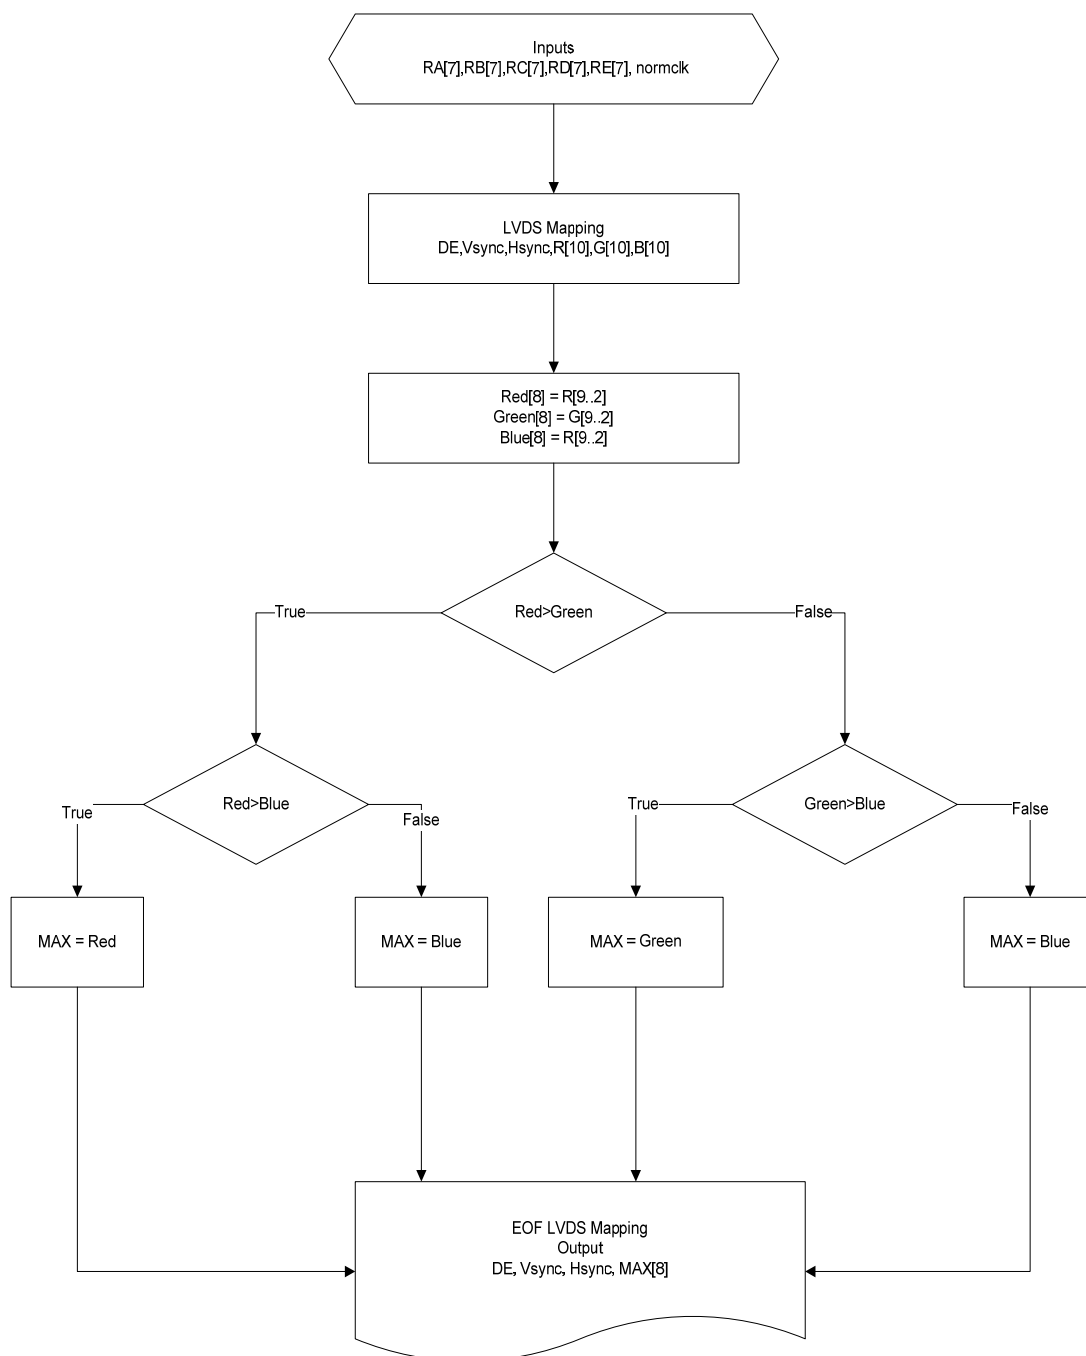 Inputs
RA[7],RB[7],RC[7],RD[7],RE[7], normclk
LVDS Mapping
DE,Vsync,Hsync,R[10],G[10],B[10]
Red[8] = R[9..2]
Green[8] = G[9..2]
Blue[8] = R[9..2]
Red>Green
True
False
Red>Blue
True
False
Green>Blue
True
False
MAX = Red
MAX = Blue
MAX = Green
MAX = Blue
EOF LVDS Mapping
Output
DE, Vsync, Hsync, MAX[8]